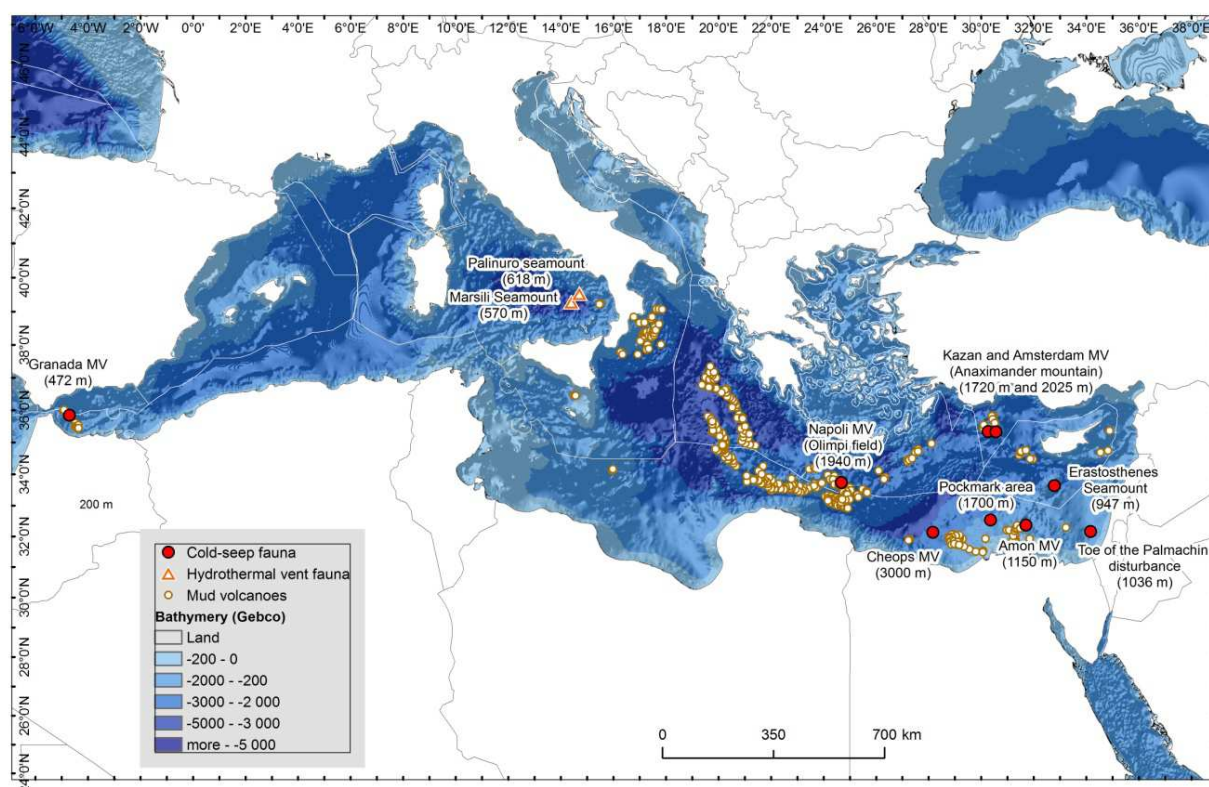 6°0'W 4°0'W 2°0'W 0°0' 2°0'E 4°0'E 6°0'E 8°0'E 10°0'E 12°0'E 14°0'E 16°0'E 18°0'E 20°0'E 22°0'E 24°0'E 26°0'E 28°0'E 30°0'E 32°0'E 34°0'E 36°0'E 38°0'E
46°0'N
44°0'N
42°0'N
40°0'N
38°0'N
36°0'N
34°0'N
32°0'N
30°0'N
28°0'N
26°0'N
24°0'N
Palinuro seamount
(618 m)
Marsili Seamount
(570 m)
Granada MV
(472 m)
Kazan and Amsterdam MV
(Anaximander mountain)
(1720 m and 2025 m)
Napoli MV
(Olimpi field)
(1940 m)
Pockmark area
(1700 m)
Erastosthenes
Seamount
(947 m)
Cheops MV
(3000 m)
Amon MV
(1150 m)
Toe of the Palmachin
disturbance
(1036 m)
200 m
Cold-seep fauna
Hydrothermal vent fauna
Mud volcanoes
Bathymery (Gebco)
Land
-200 - 0
-2000 - -200
-3000 - -2 000
-5000 - -3 000
more - -5 000
0 350 700 km